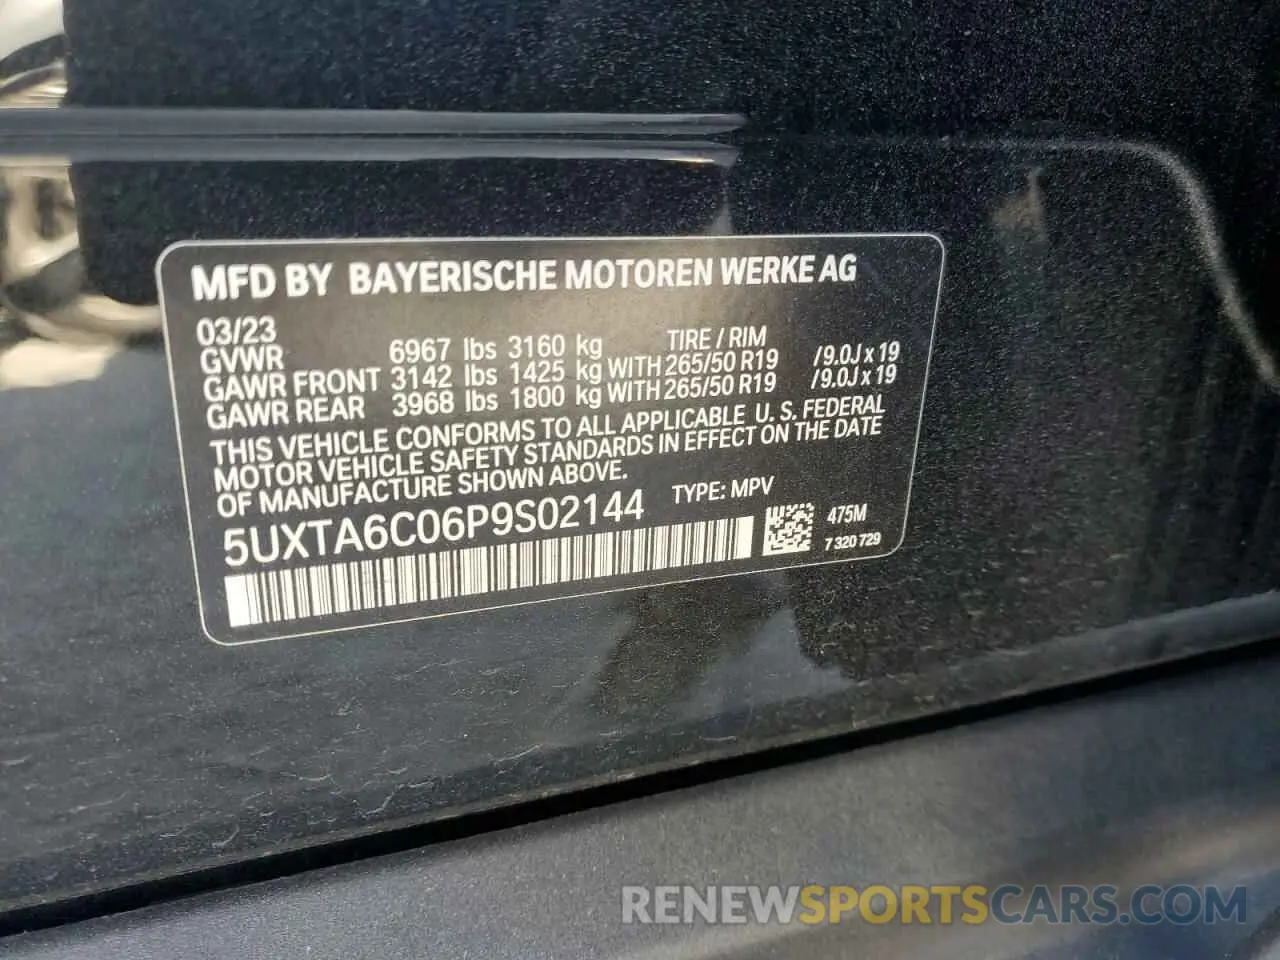 MFD BY BAYERISCHE MOTOREN WERKE AG
03/23 TIRE / RIM
GVWR 6967 lbs 3160 kg
GAWR FRONT 3142 lbs 1425 kg WITH 265/50 R19 /9.0J x 19
GAWR REAR 3968 lbs 1800 kg WITH 265/50 R19 /9.0J x 19
THIS VEHICLE CONFORMS TO ALL APPLICABLE U. S. FEDERAL
MOTOR VEHICLE SAFETY STANDARDS IN EFFECT ON THE DATE
OF MANUFACTURE SHOWN ABOVE.
5UXTA6C06P9S02144 TYPE: MPV
475M
7 320 729
RENEWSPORTSCARS.COM